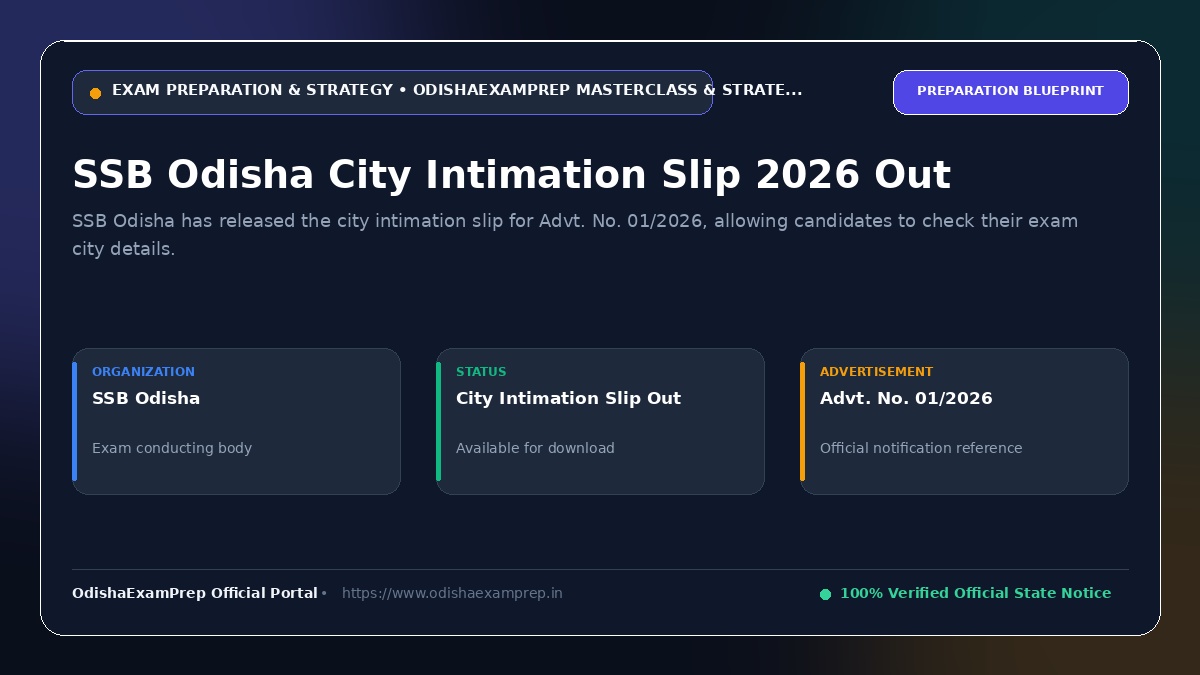 EXAM PREPARATION & STRATEGY • ODISHAEXAMPREP MASTERCLASS & STRATE...
PREPARATION BLUEPRINT
SSB Odisha City Intimation Slip 2026 Out
SSB Odisha has released the city intimation slip for Advt. No. 01/2026, allowing candidates to check their exam
city details.
ORGANIZATION
SSB Odisha
Exam conducting body
STATUS
City Intimation Slip Out
Available for download
ADVERTISEMENT
Advt. No. 01/2026
Official notification reference
OdishaExamPrep Official Portal • https://www.odishaexamprep.in
100% Verified Official State Notice